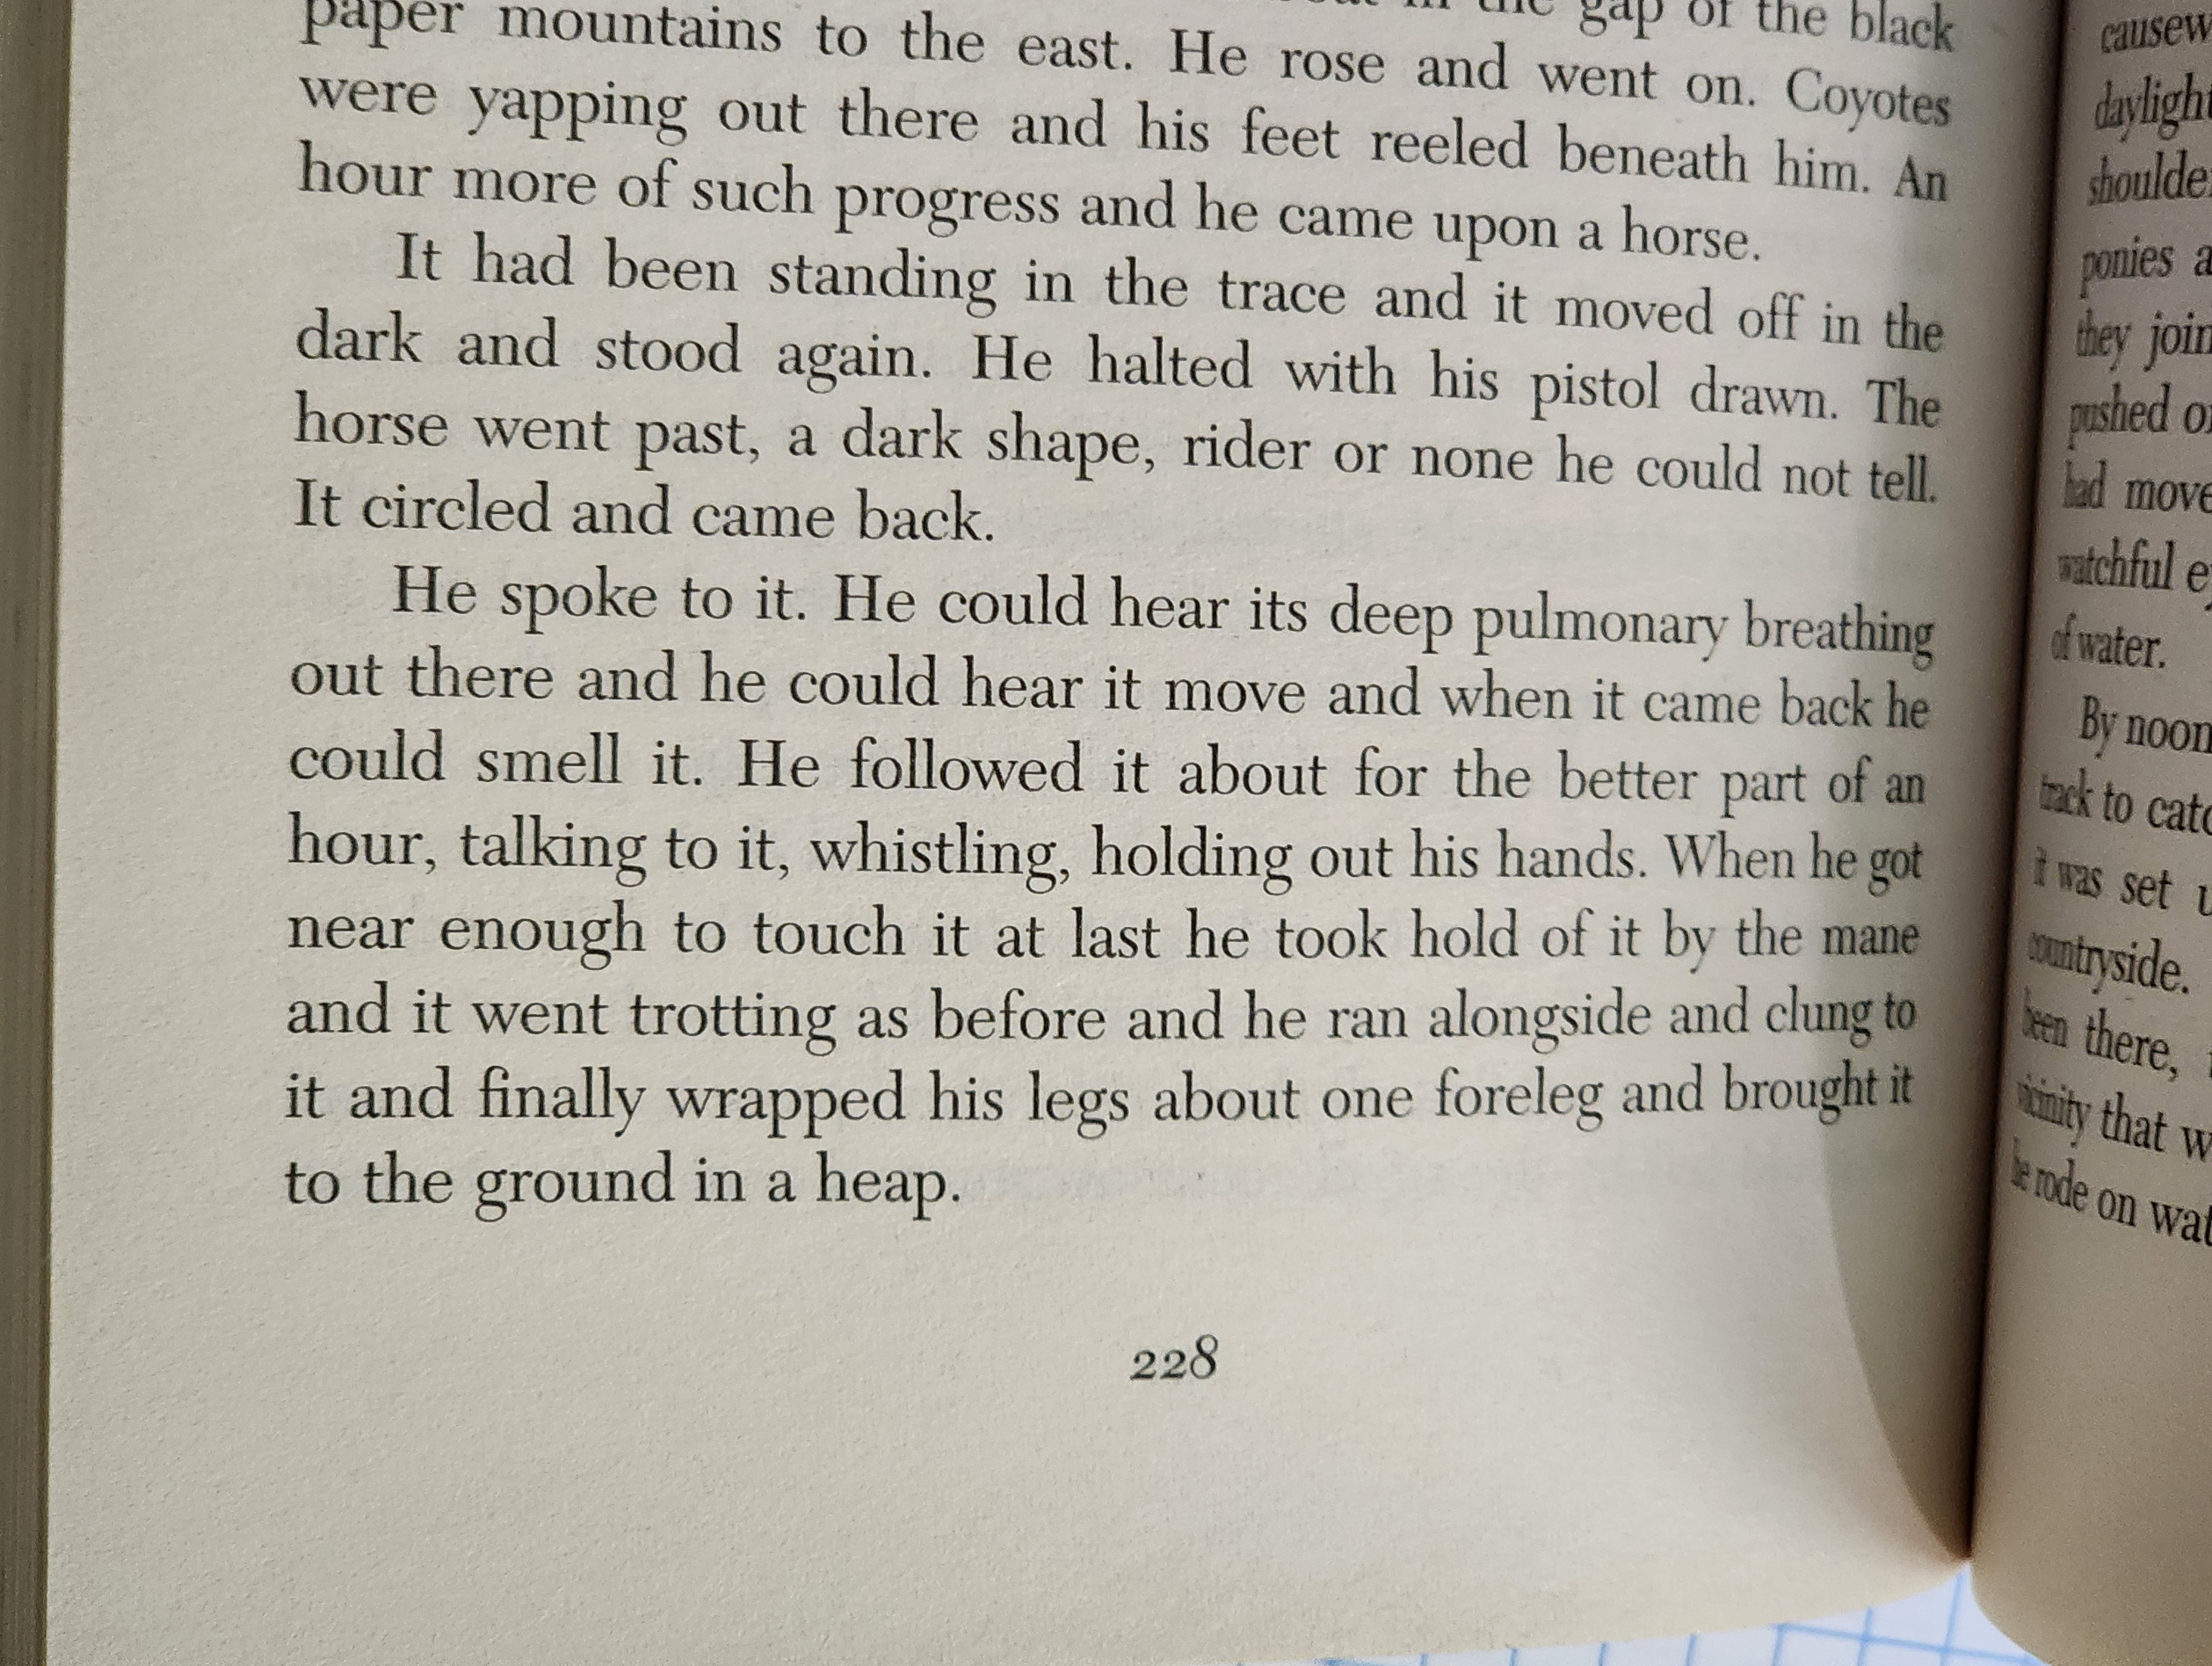 paper mountains to the east. He rose and went on. Coyotes
were yapping out there and his feet reeled beneath him. An
hour more of such progress and he came upon a horse.
It had been standing in the trace and it moved off in the
dark and stood again. He halted with his pistol drawn. The
horse went past, a dark shape, rider or none he could not tell.
It circled and came back.
He spoke to it. He could hear its deep pulmonary breathing
out there and he could hear it move and when it came back he
could smell it. He followed it about for the better part of an
hour, talking to it, whistling, holding out his hands. When he got
near enough to touch it at last he took hold of it by the mane
and it went trotting as before and he ran alongside and clung to
it and finally wrapped his legs about one foreleg and brought it
to the ground in a heap.
228
causew
daylight
shoulde
ponies a
they join
pushed o
had move
watchful e
of water.
By noon
track to cat
it was set u
countryside.
been there,
vicinity that w
he rode on wat